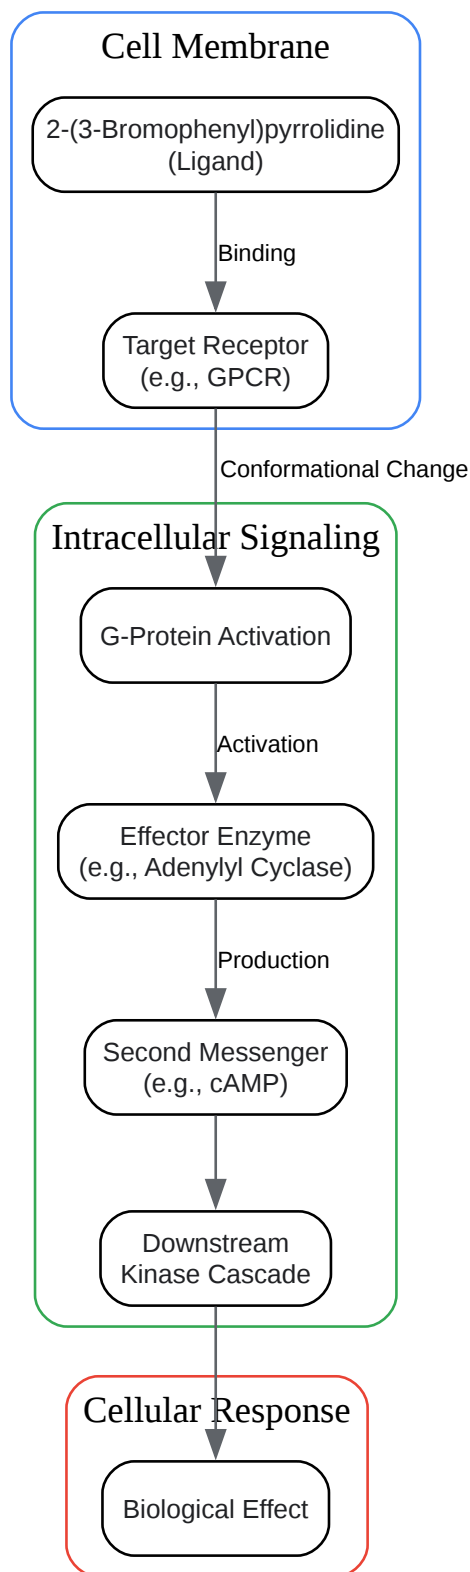 Cell Membrane
2-(3-Bromophenyl)pyrrolidine
(Ligand)
Binding
Target Receptor
(e.g., GPCR)
Conformational Change
Intracellular Signaling
G-Protein Activation
Activation
Effector Enzyme
(e.g., Adenylyl Cyclase)
Production
Second Messenger
(e.g., cAMP)
Downstream
Kinase Cascade
Cellular Response
Biological Effect